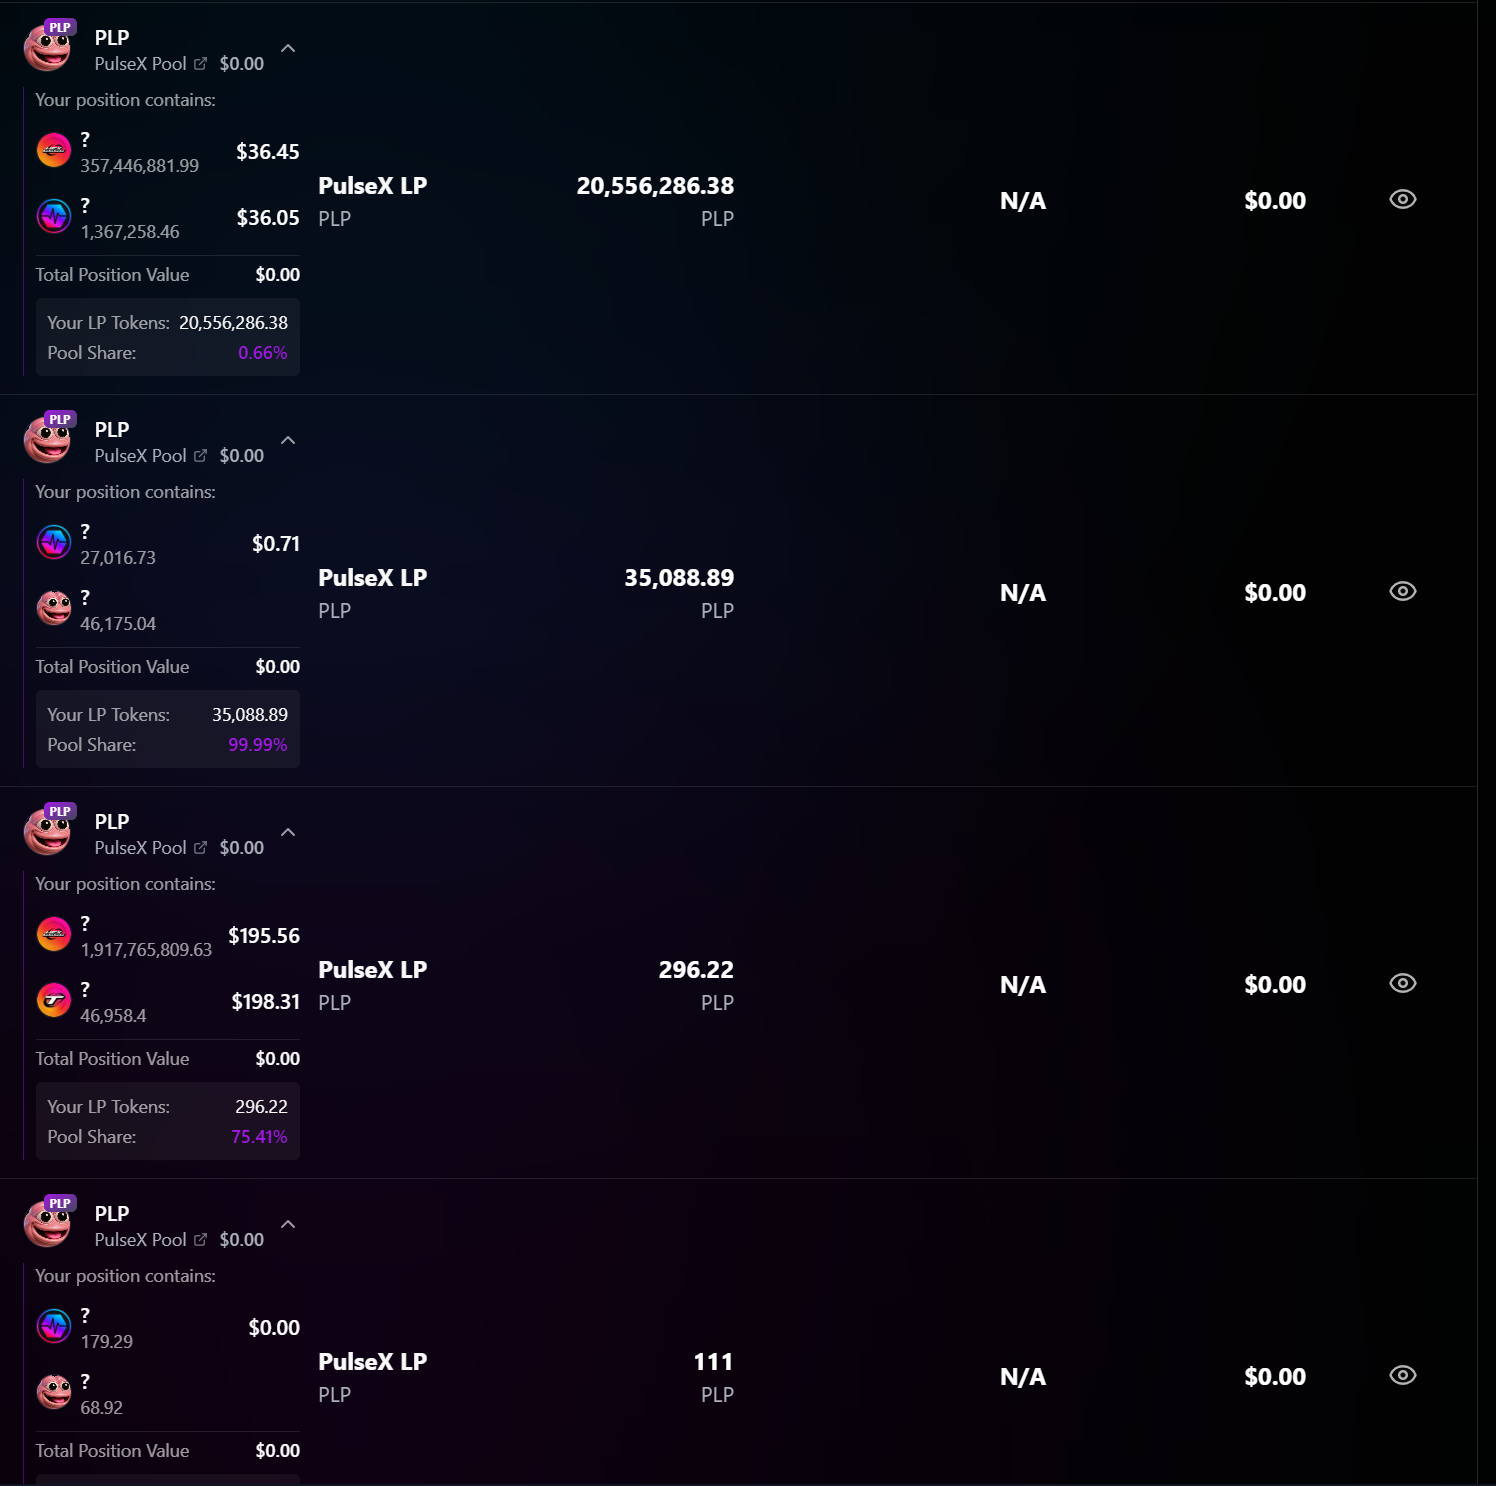 PLP
PLP
PulseX Pool $0.00
Your position contains:
?
357,446,881.99 $36.45
?
1,367,258.46 $36.05
Total Position Value $0.00
Your LP Tokens: 20,556,286.38
Pool Share: 0.66%
PulseX LP
PLP
20,556,286.38
PLP
N/A
$0.00
PLP
PLP
PulseX Pool $0.00
Your position contains:
?
27,016.73 $0.71
?
46,175.04
Total Position Value $0.00
Your LP Tokens: 35,088.89
Pool Share: 99.99%
PulseX LP
PLP
35,088.89
PLP
N/A
$0.00
PLP
PLP
PulseX Pool $0.00
Your position contains:
?
1,917,765,809.63 $195.56
?
46,958.4 $198.31
Total Position Value $0.00
Your LP Tokens: 296.22
Pool Share: 75.41%
PulseX LP
PLP
296.22
PLP
N/A
$0.00
PLP
PLP
PulseX Pool $0.00
Your position contains:
?
179.29 $0.00
?
68.92
Total Position Value $0.00
PulseX LP
PLP
111
PLP
N/A
$0.00